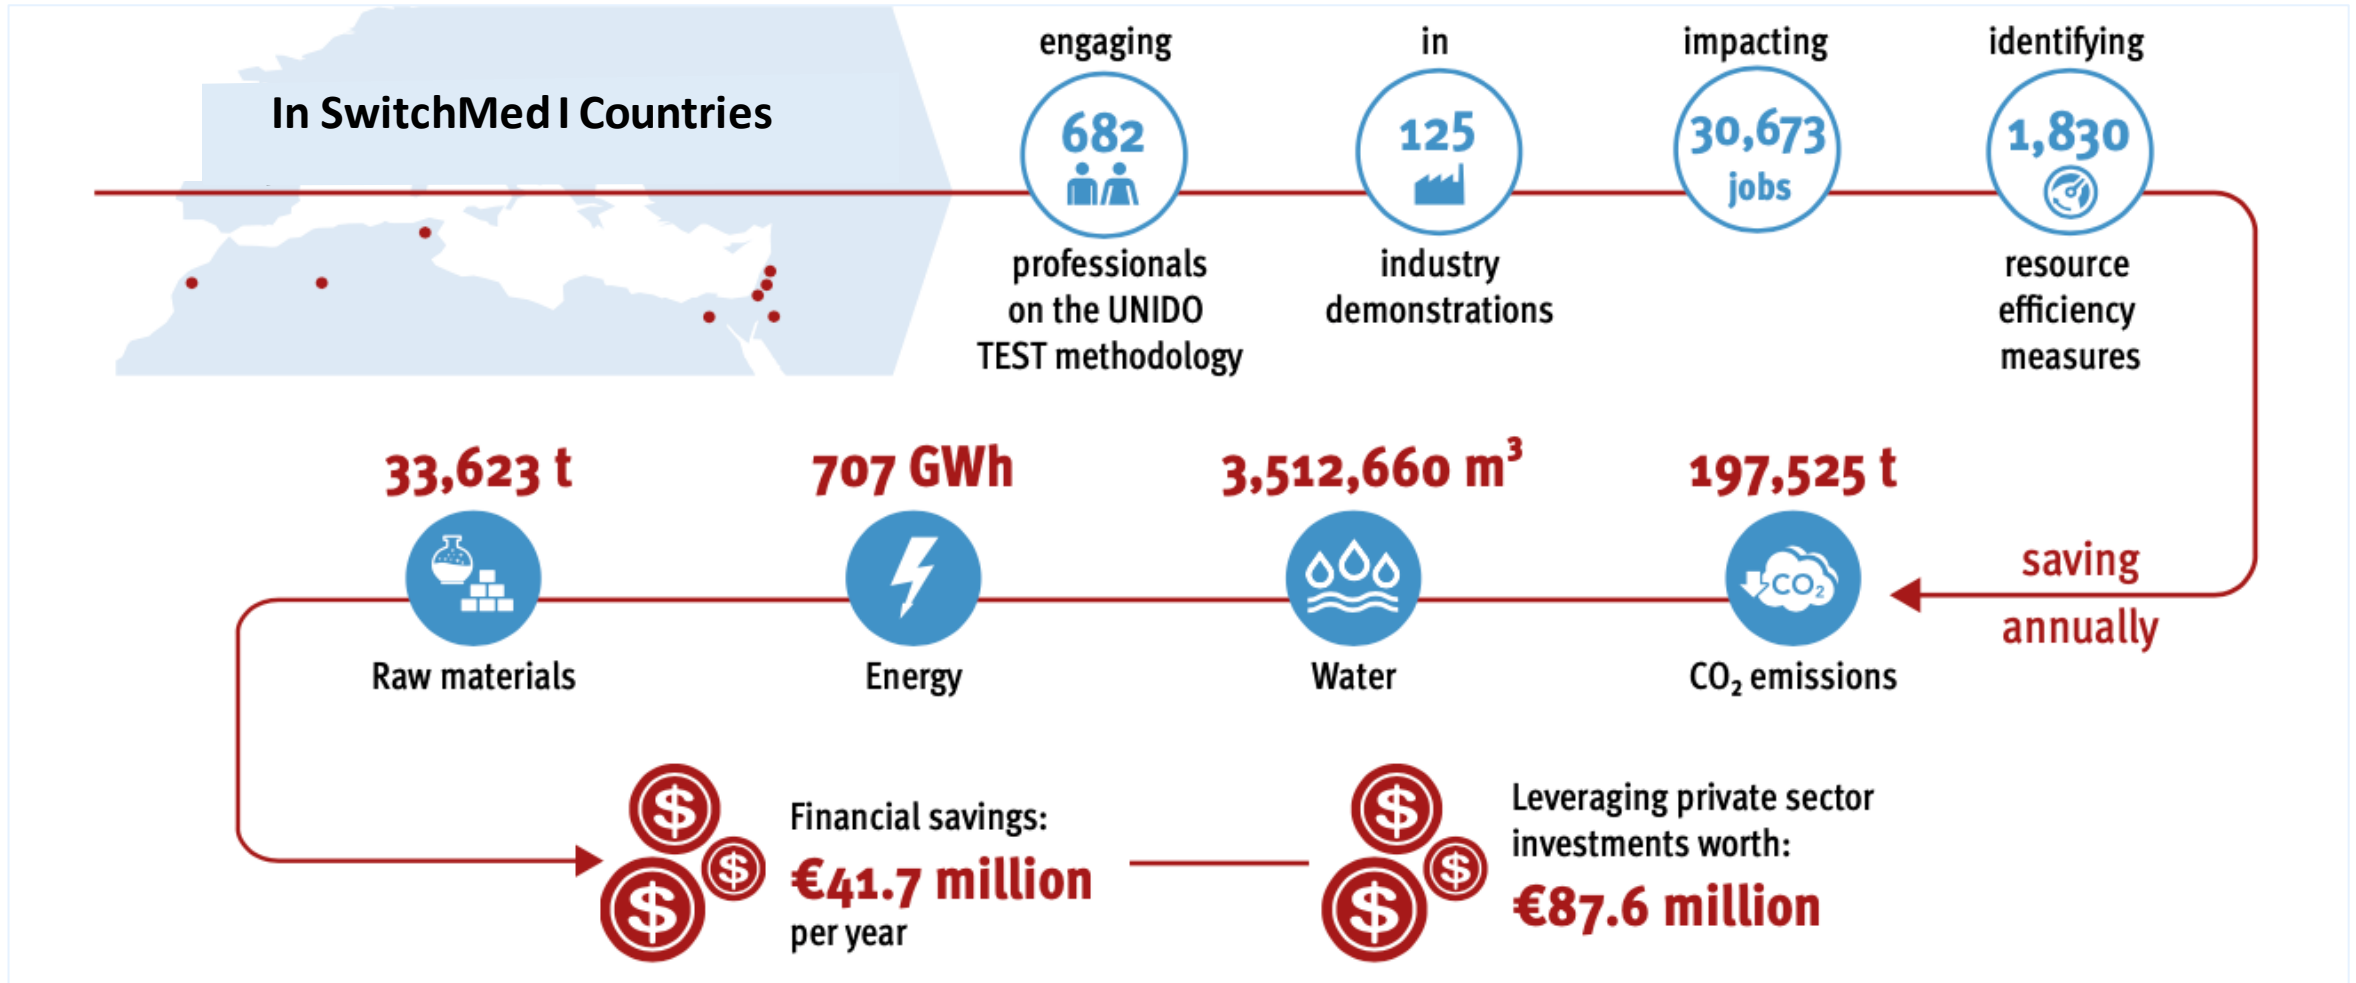 In SwitchMed I Countries
engaging
682
professionals
on the UNIDO
TEST methodology
in
125
industry
demonstrations
impacting
30,673
jobs
identifying
1,830
resource
efficiency
measures
saving
annually
33,623 t
Raw materials
707 GWh
Energy
3,512,660 m³
Water
197,525 t
CO₂
CO₂ emissions
$
$
$
Financial savings:
€41.7 million
per year
$
$
$
Leveraging private sector
investments worth:
€87.6 million